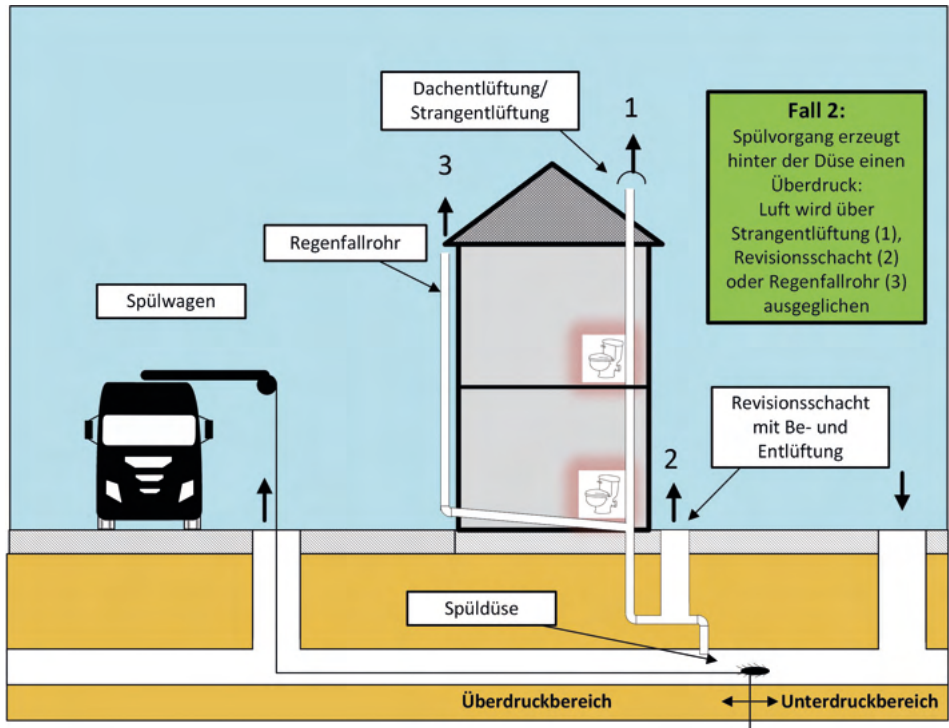 Dachentlüftung/
Strangentlüftung
1
Fall 2:
Spülvorgang erzeugt
hinter der Düse einen
Überdruck:
Luft wird über
Strangentlüftung (1),
Revisionsschacht (2)
oder Regenfallrohr (3)
ausgeglichen
3
Regenfallrohr
Spülwagen
Revisionsschacht
mit Be- und
Entlüftung
2
Spüldüse
Überdruckbereich
Unterdruckbereich